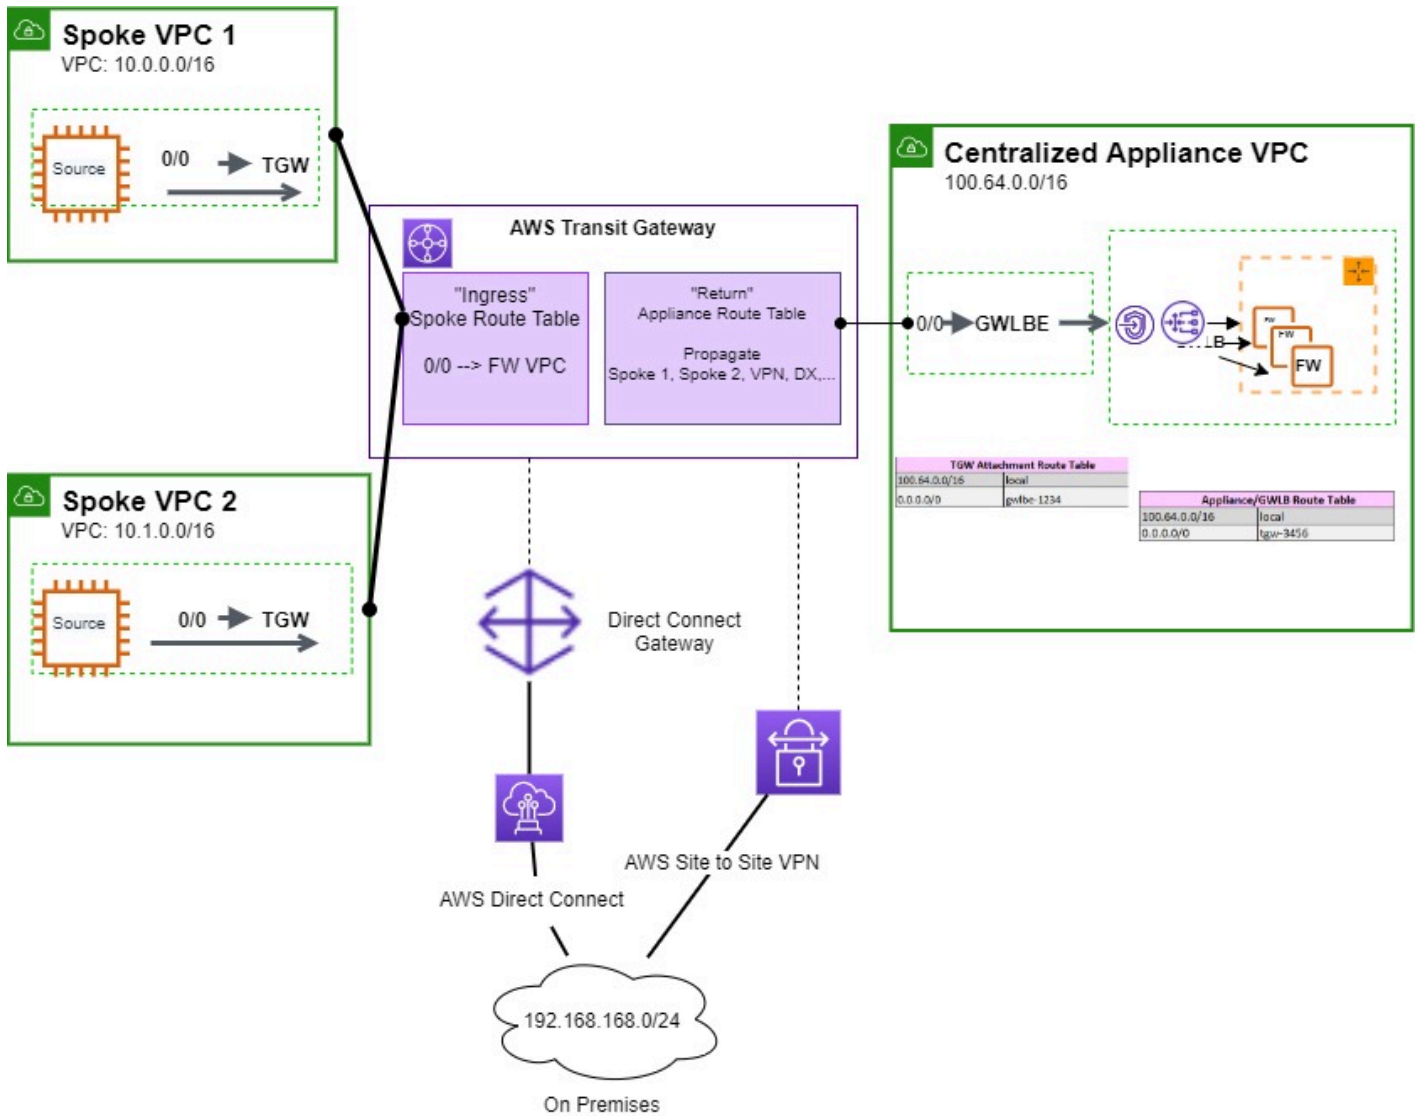 Spoke VPC 1
VPC: 10.0.0.0/16
Source
0/0
TGW
Spoke VPC 2
VPC: 10.1.0.0/16
Source
0/0
TGW
AWS Transit Gateway
"Ingress"
Spoke Route Table
0/0 --> FW VPC
"Return"
Appliance Route Table
Propagate
Spoke 1, Spoke 2, VPN, DX,...
Centralized Appliance VPC
100.64.0.0/16
0/0
GWLBE
LB
FW
FW
FW
TGW Attachment Route Table
100.64.0.0/16 local
0.0.0.0/0 gwlbe-1234
Appliance/GWLB Route Table
100.64.0.0/16 local
0.0.0.0/0 tgw-3456
Direct Connect
Gateway
AWS Direct Connect
AWS Site to Site VPN
192.168.168.0/24
On Premises